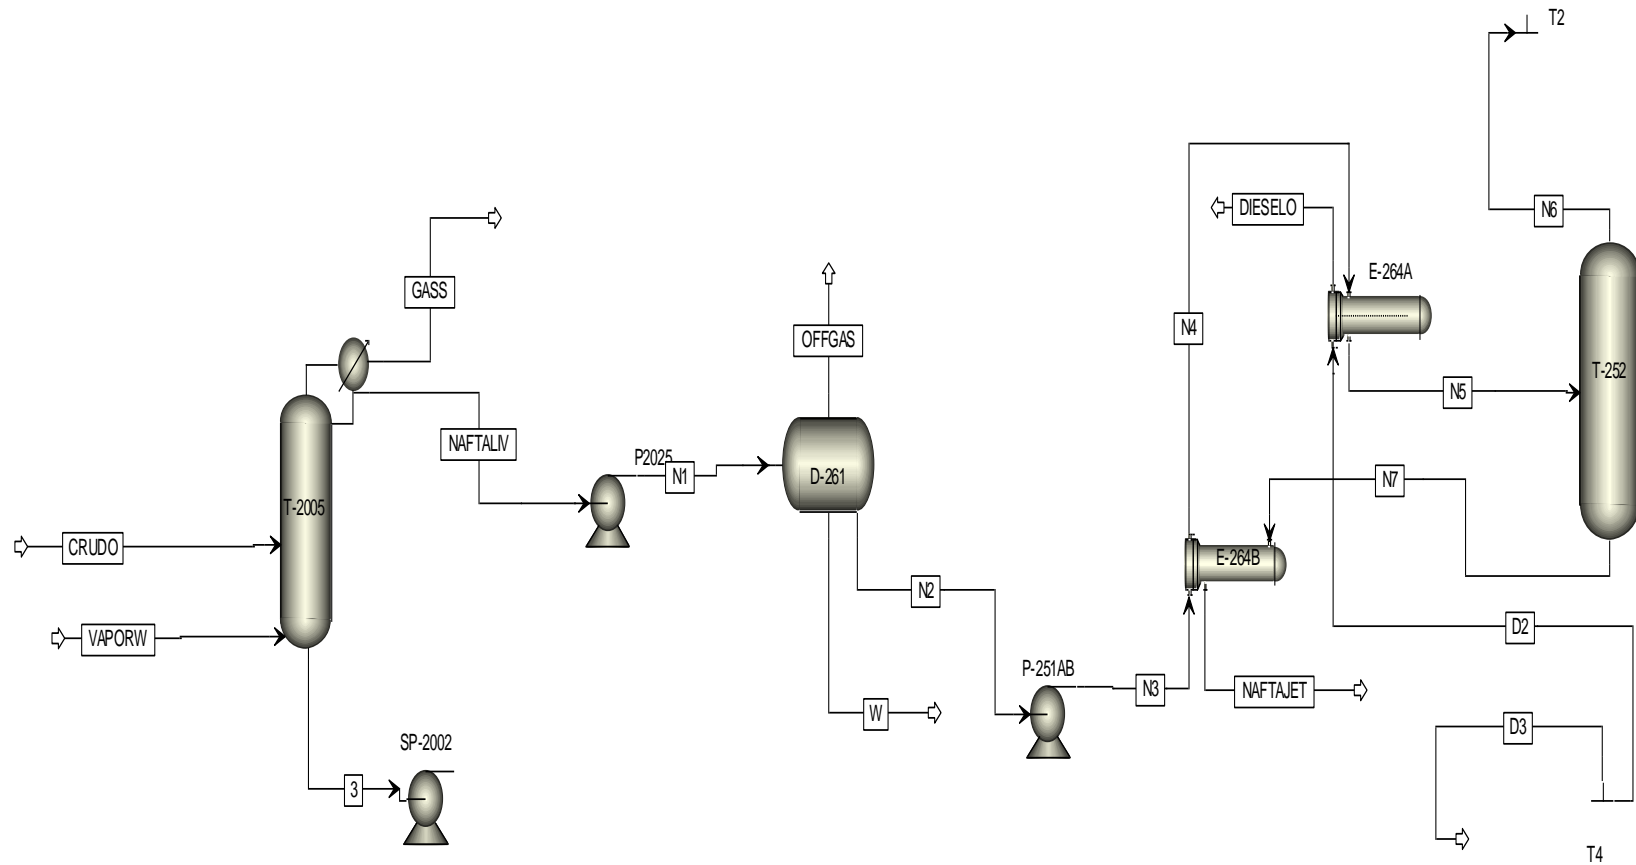 T2
N6
DIESELO
E-264A
GASS
N4
OFFGAS
T-252
N5
NAFTALIV
P2025
N1
D-261
N7
T-2005
CRUDO
E-264B
N2
VAPORW
D2
P-251AB
N3
NAFTAJET
W
D3
SP-2002
3
T4